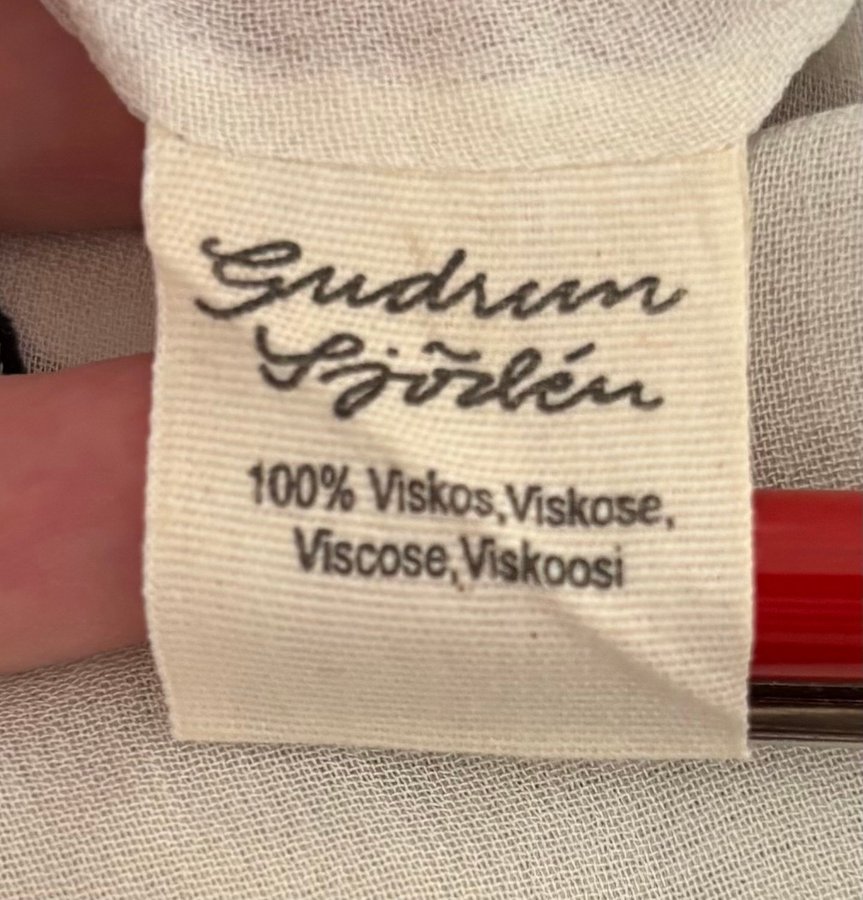 Gudrun
Sjödén
100% Viskos,Viskose,
Viscose,Viskoosi